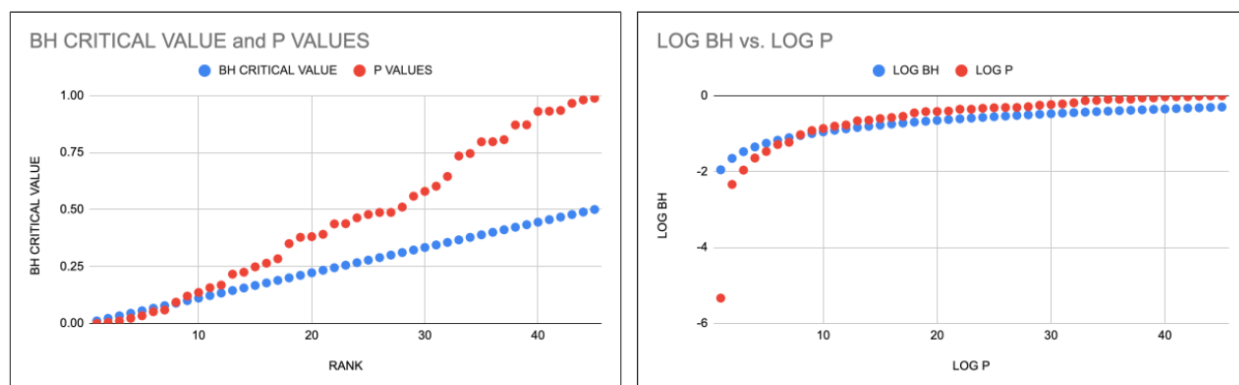 BH CRITICAL VALUE and P VALUES
BH CRITICAL VALUE P VALUES
1.00
0.75
0.50
0.25
0.00
BH CRITICAL VALUE
10 20 30 40
RANK
LOG BH vs. LOG P
LOG BH LOG P
0
-2
-4
-6
LOG BH
10 20 30 40
LOG P